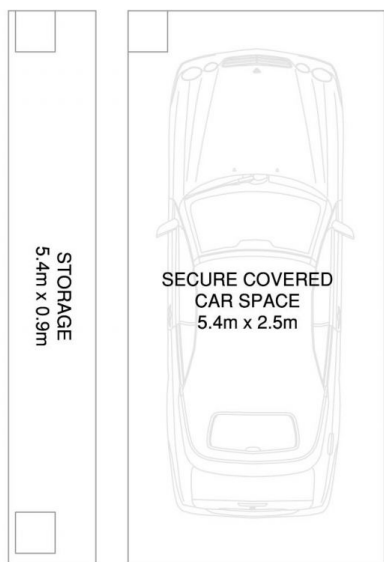 STORAGE
5.4m x 0.9m
SECURE COVERED
CAR SPACE
5.4m x 2.5m